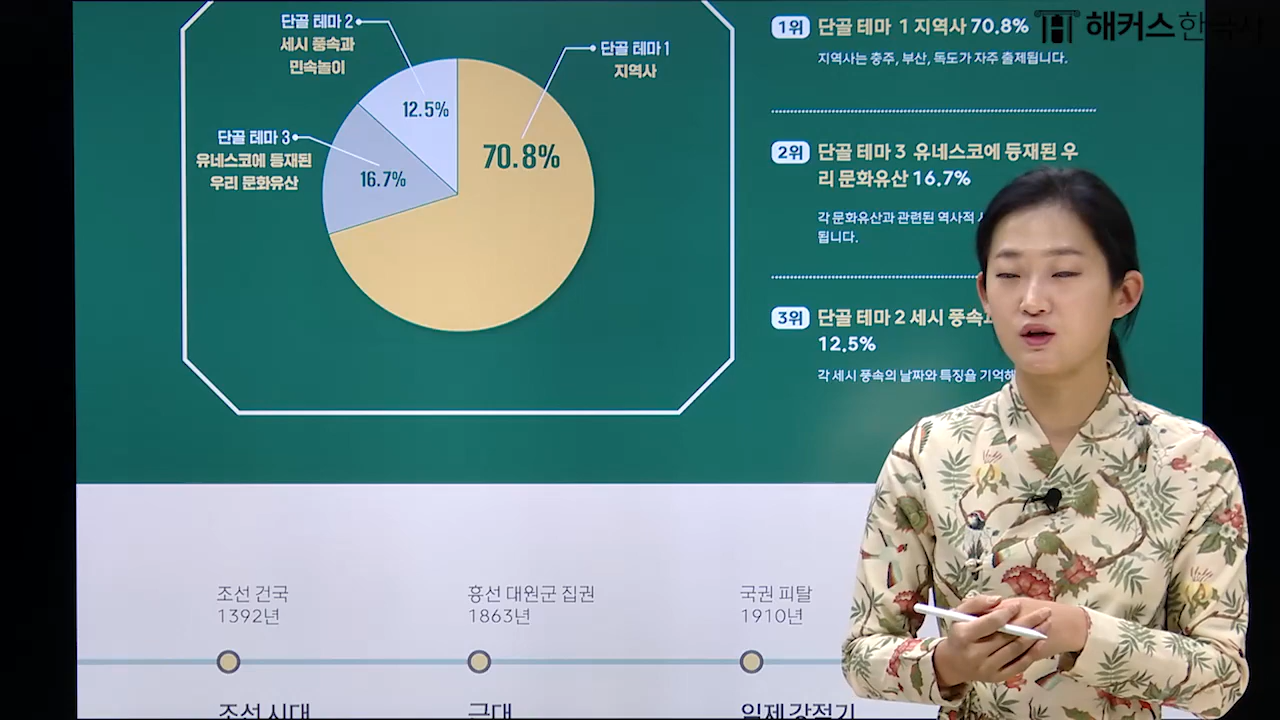 단골 테마 2
세시 풍속과
민속놀이
단골 테마 1
지역사
12.5%
70.8%
단골 테마 3
유네스코에 등재된
우리 문화유산
16.7%
해커스한국사
1위 단골 테마 1 지역사 70.8%
지역사는 충주, 부산, 독도가 자주 출제됩니다.
2위 단골 테마 3 유네스코에 등재된 우
리 문화유산 16.7%
각 문화유산과 관련된 역사적
됩니다.
3위 단골 테마 2 세시 풍속과
12.5%
각 세시 풍속의 날짜와 특징을 기억해
조선 건국
1392년
흥선 대원군 집권
1863년
국권 피탈
1910년
조선 시대
근대
일제 강점기